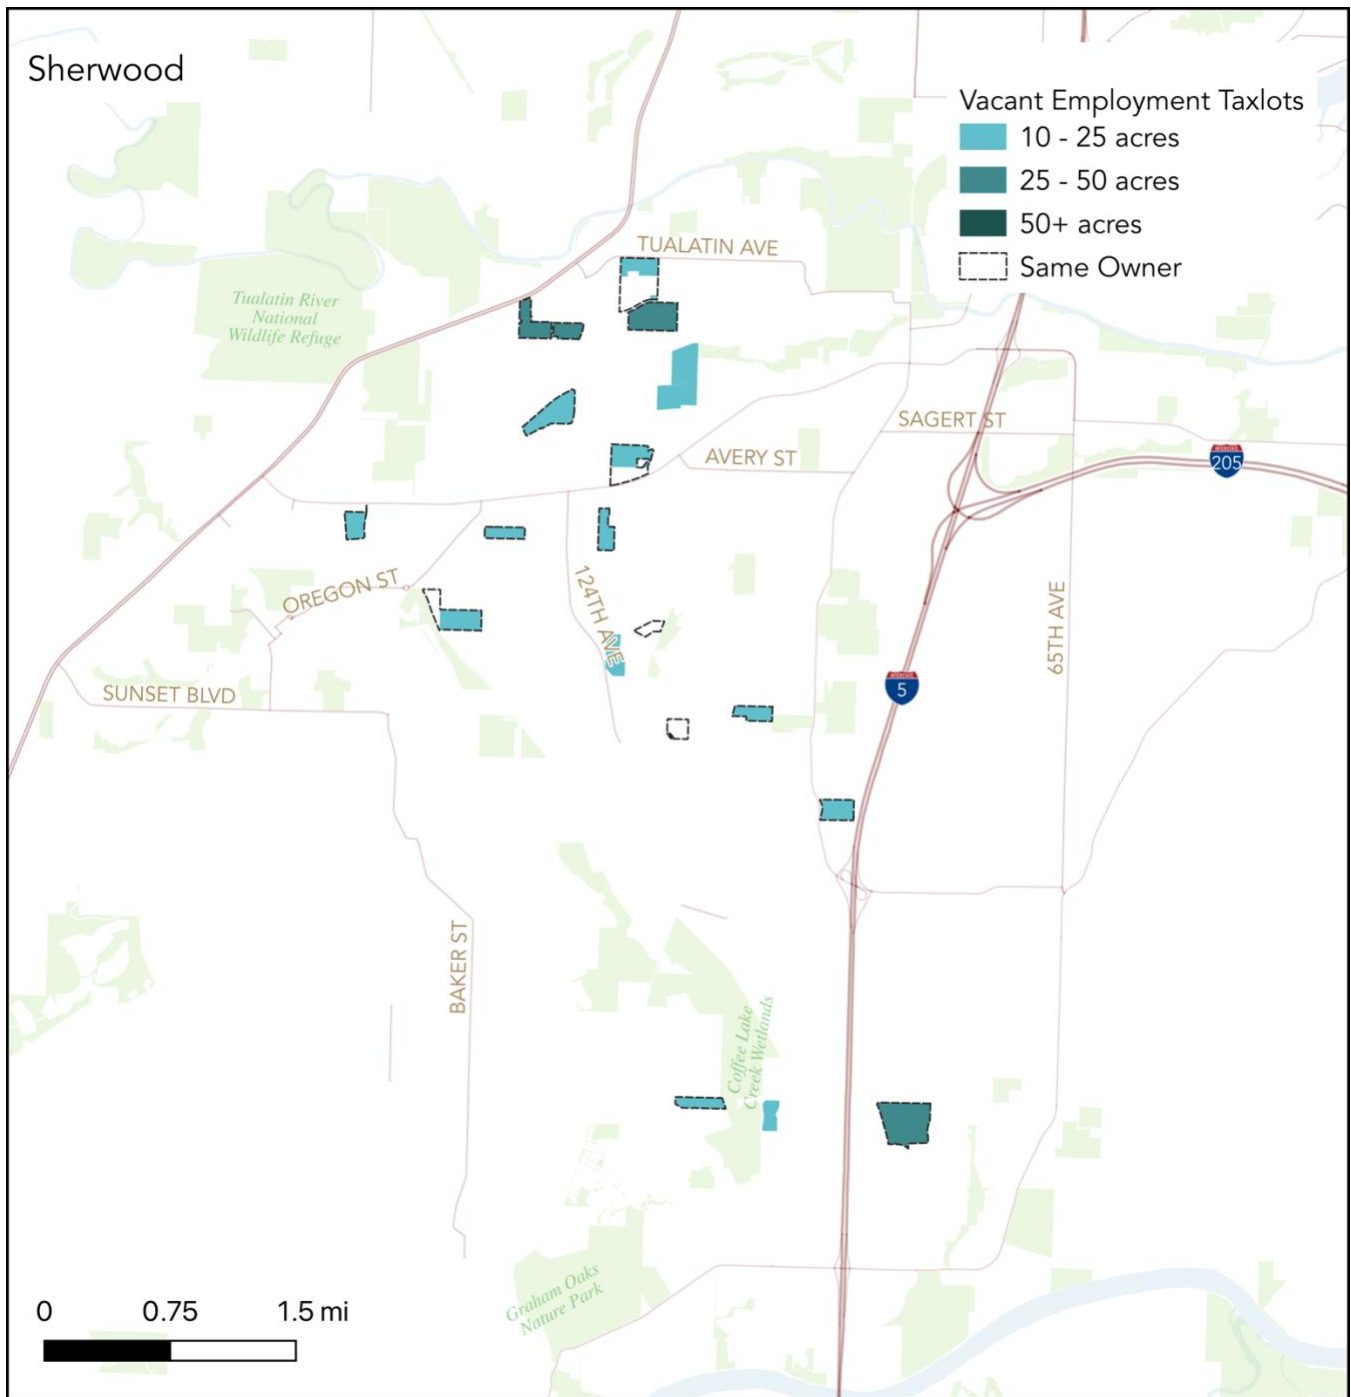 Sherwood
Vacant Employment Taxlots
10 - 25 acres
25 - 50 acres
50+ acres
Same Owner
TUALATIN AVE
Tualatin River
National
Wildlife Refuge
SAGERT ST
AVERY ST
INTERSTATE
205
OREGON ST
124TH AVE
65TH AVE
INTERSTATE
5
SUNSET BLVD
BAKER ST
Coffee Lake
Creek Wetlands
Graham Oaks
Nature Park
0 0.75 1.5 mi